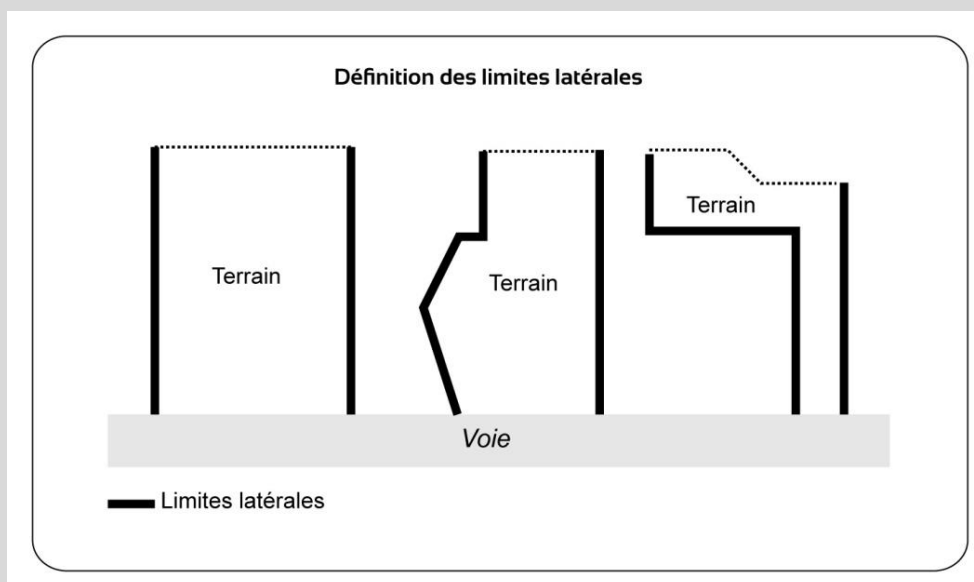 Définition des limites latérales
Terrain
Terrain
Terrain
Voie
Limites latérales